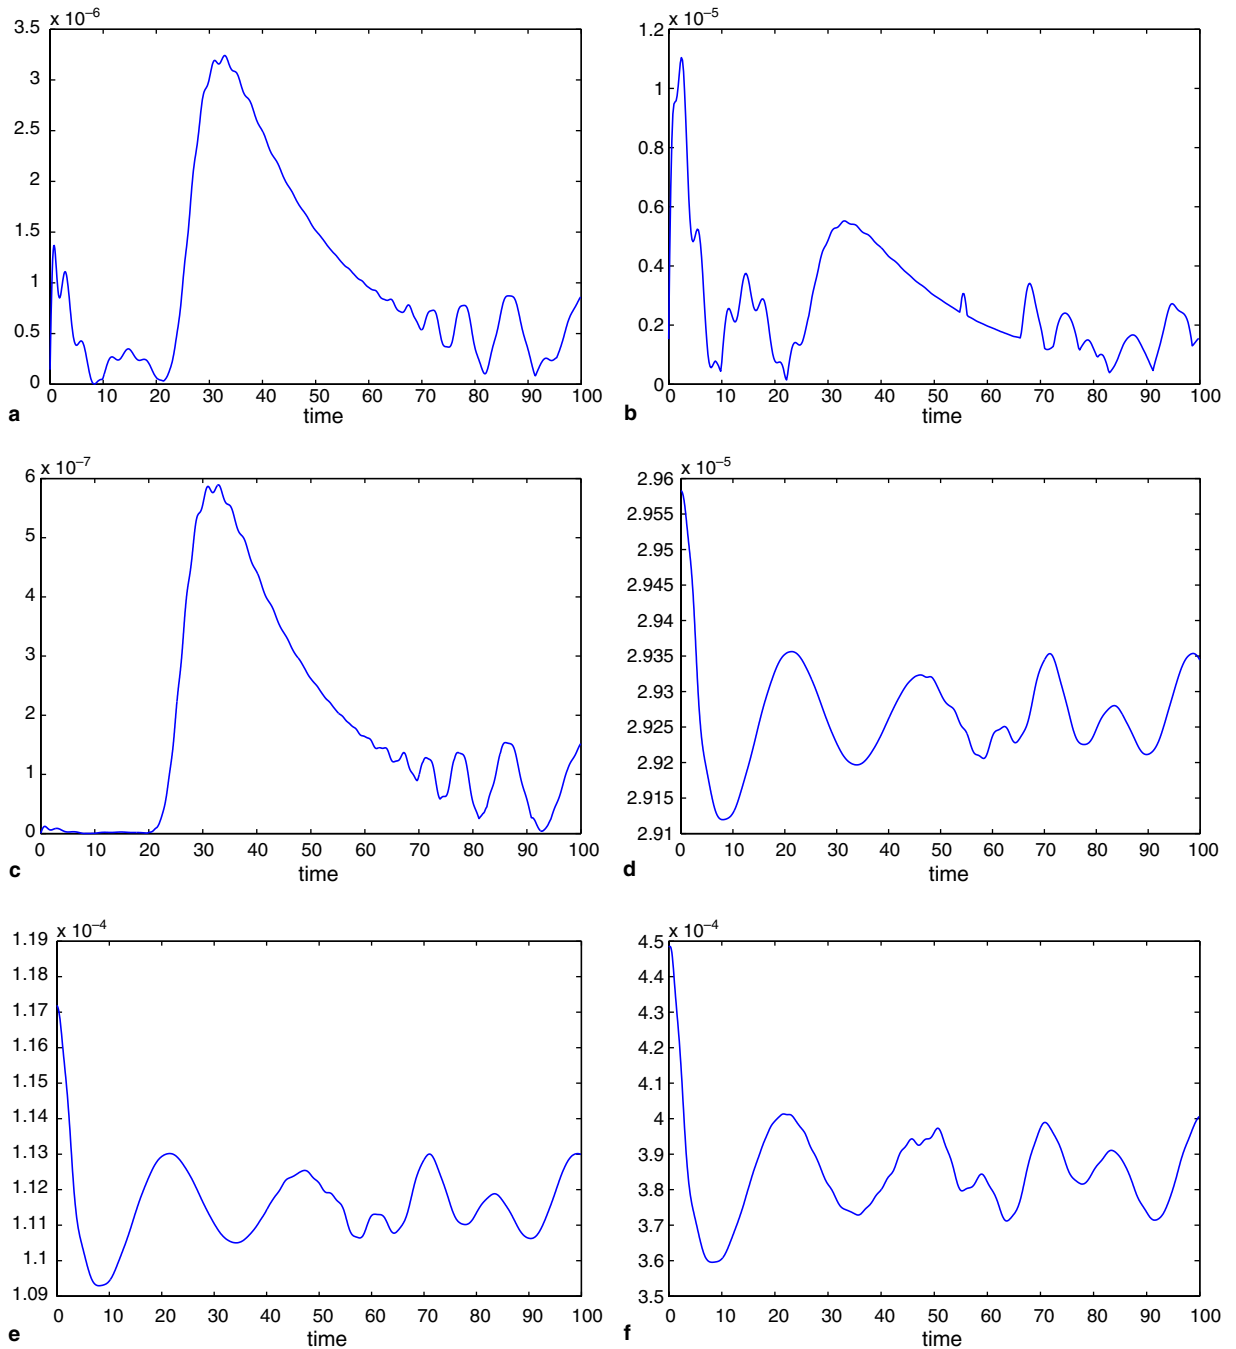 x 10⁻⁶
3.5
3
2.5
2
1.5
1
0.5
0
0 10 20 30 40 50 60 70 80 90 100
time
a
x 10⁻⁵
1.2
1
0.8
0.6
0.4
0.2
0
0 10 20 30 40 50 60 70 80 90 100
time
b
x 10⁻⁷
6
5
4
3
2
1
0
0 10 20 30 40 50 60 70 80 90 100
time
c
x 10⁻⁵
2.96
2.955
2.95
2.945
2.94
2.935
2.93
2.925
2.92
2.915
2.91
0 10 20 30 40 50 60 70 80 90 100
time
d
x 10⁻⁴
1.19
1.18
1.17
1.16
1.15
1.14
1.13
1.12
1.11
1.1
1.09
0 10 20 30 40 50 60 70 80 90 100
time
e
x 10⁻⁴
4.5
4.4
4.3
4.2
4.1
4
3.9
3.8
3.7
3.6
3.5
0 10 20 30 40 50 60 70 80 90 100
time
f